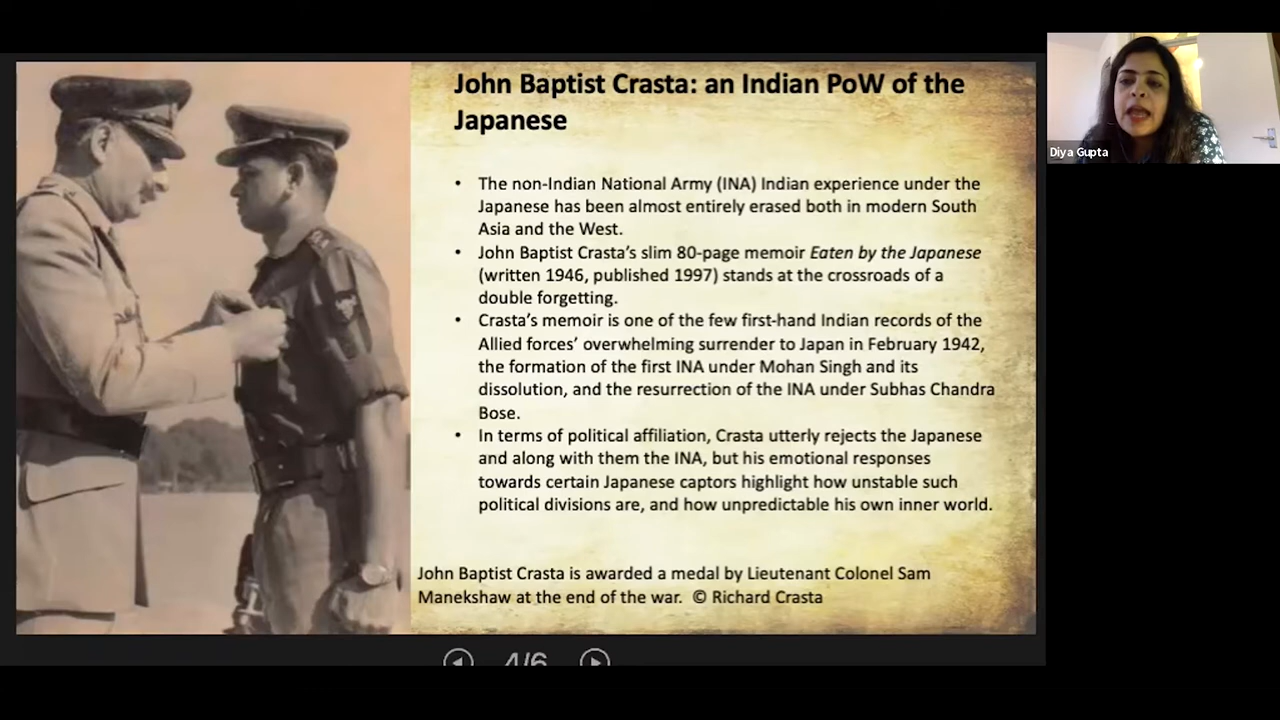 John Baptist Crasta: an Indian PoW of the
Japanese
• The non-Indian National Army (INA) Indian experience under the
Japanese has been almost entirely erased both in modern South
Asia and the West.
• John Baptist Crasta’s slim 80-page memoir Eaten by the Japanese
(written 1946, published 1997) stands at the crossroads of a
double forgetting.
• Crasta’s memoir is one of the few first-hand Indian records of the
Allied forces’ overwhelming surrender to Japan in February 1942,
the formation of the first INA under Mohan Singh and its
dissolution, and the resurrection of the INA under Subhas Chandra
Bose.
• In terms of political affiliation, Crasta utterly rejects the Japanese
and along with them the INA, but his emotional responses
towards certain Japanese captors highlight how unstable such
political divisions are, and how unpredictable his own inner world.
John Baptist Crasta is awarded a medal by Lieutenant Colonel Sam
Manekshaw at the end of the war. © Richard Crasta
4/6
Diya Gupta